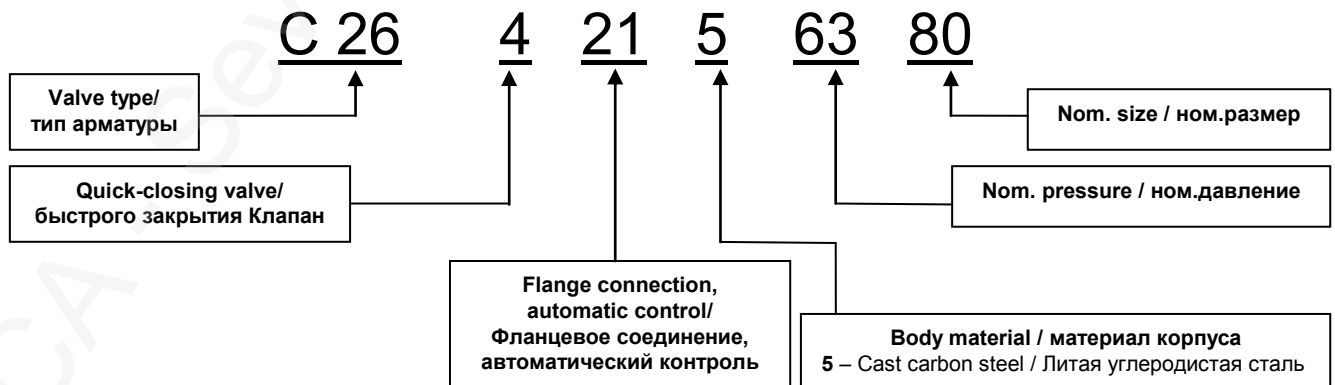 C 26 4 21 5 63 80
Valve type/
тип арматуры
Nom. size / ном.размер
Quick-closing valve/
быстрого закрытия Клапан
Nom. pressure / ном.давление
Flange connection,
automatic control/
Фланцевое соединение,
автоматический контроль
Body material / материал корпуса
5 – Cast carbon steel / Литая углеродистая сталь